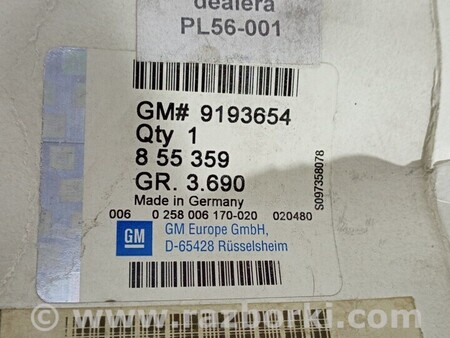 dealera
PL56-001
GM# 9193654
Qty 1
8 55 359
GR. 3.690
Made in Germany
006 0 258 006 170-020 020480
GM
GM Europe GmbH,
D-65428 Rüsselsheim
S097358078
www.razborki.com